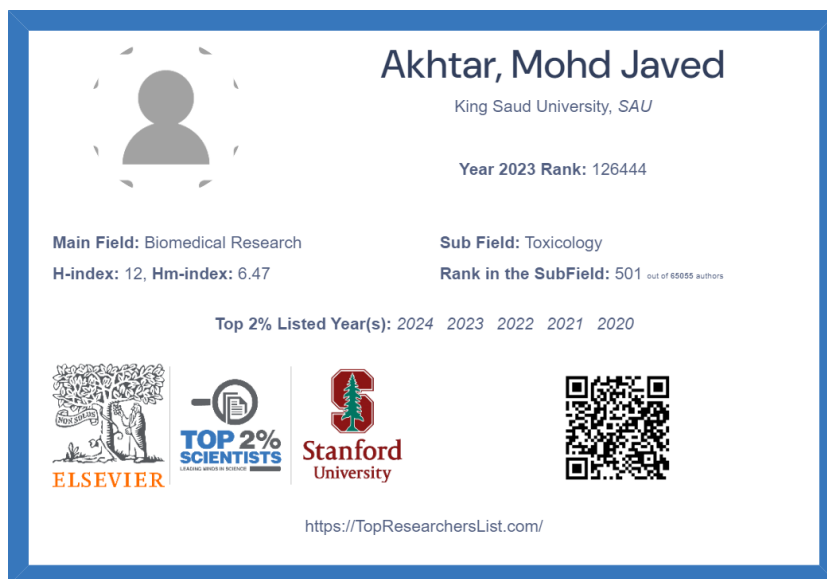 Akhtar, Mohd Javed
King Saud University, SAU
Year 2023 Rank: 126444
Main Field: Biomedical Research
Sub Field: Toxicology
H-index: 12, Hm-index: 6.47
Rank in the SubField: 501 out of 65055 authors
Top 2% Listed Year(s): 2024 2023 2022 2021 2020
NON SOLUS
ELSEVIER
TOP 2%
SCIENTISTS
LEADING MINDS IN SCIENCE
S
Stanford
University
https://TopResearchersList.com/